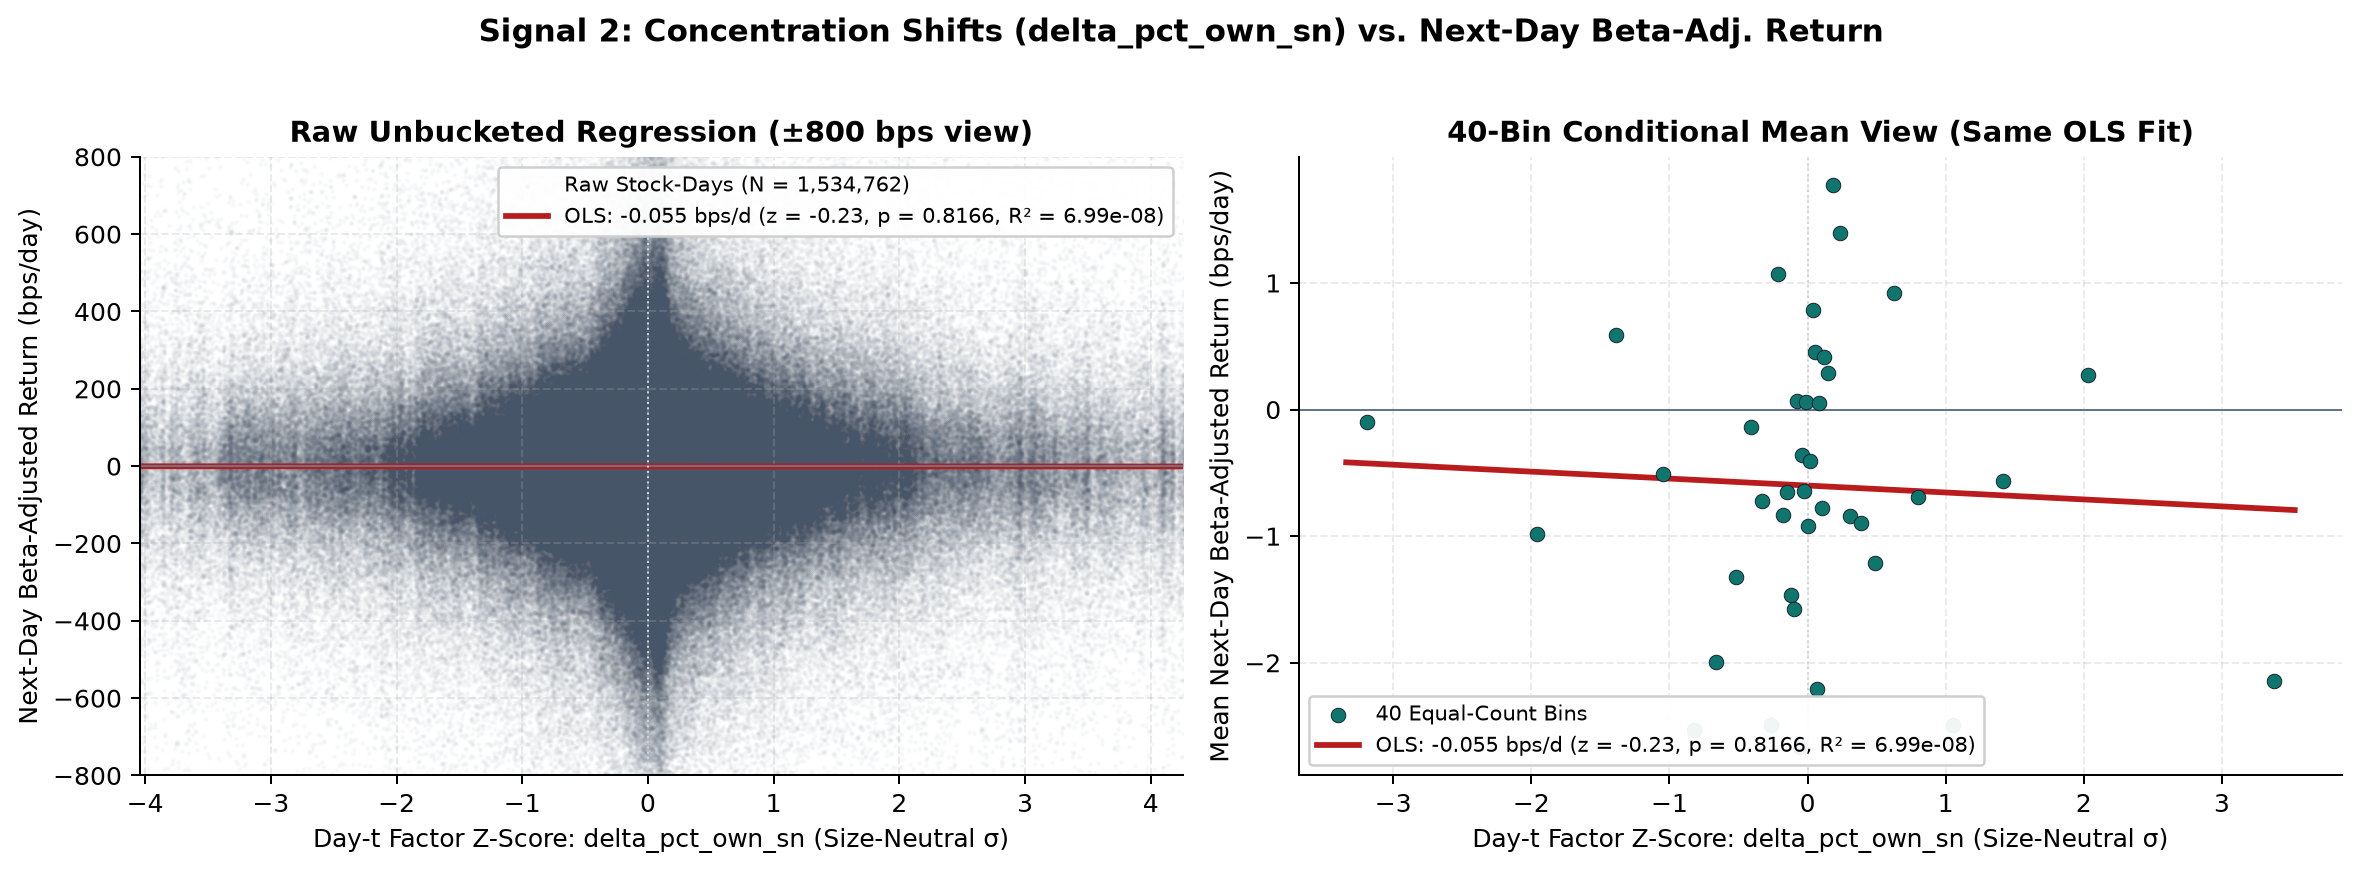 Signal 2: Concentration Shifts (delta_pct_own_sn) vs. Next-Day Beta-Adj. Return
Raw Unbucketed Regression (±800 bps view)
Next-Day Beta-Adjusted Return (bps/day)
800
600
400
200
0
−200
−400
−600
−800
Raw Stock-Days (N = 1,534,762)
OLS: -0.055 bps/d (z = -0.23, p = 0.8166, R² = 6.99e-08)
−4
−3
−2
−1
0
1
2
3
4
Day-t Factor Z-Score: delta_pct_own_sn (Size-Neutral σ)
40-Bin Conditional Mean View (Same OLS Fit)
Mean Next-Day Beta-Adjusted Return (bps/day)
1
0
−1
−2
40 Equal-Count Bins
OLS: -0.055 bps/d (z = -0.23, p = 0.8166, R² = 6.99e-08)
−3
−2
−1
0
1
2
3
Day-t Factor Z-Score: delta_pct_own_sn (Size-Neutral σ)